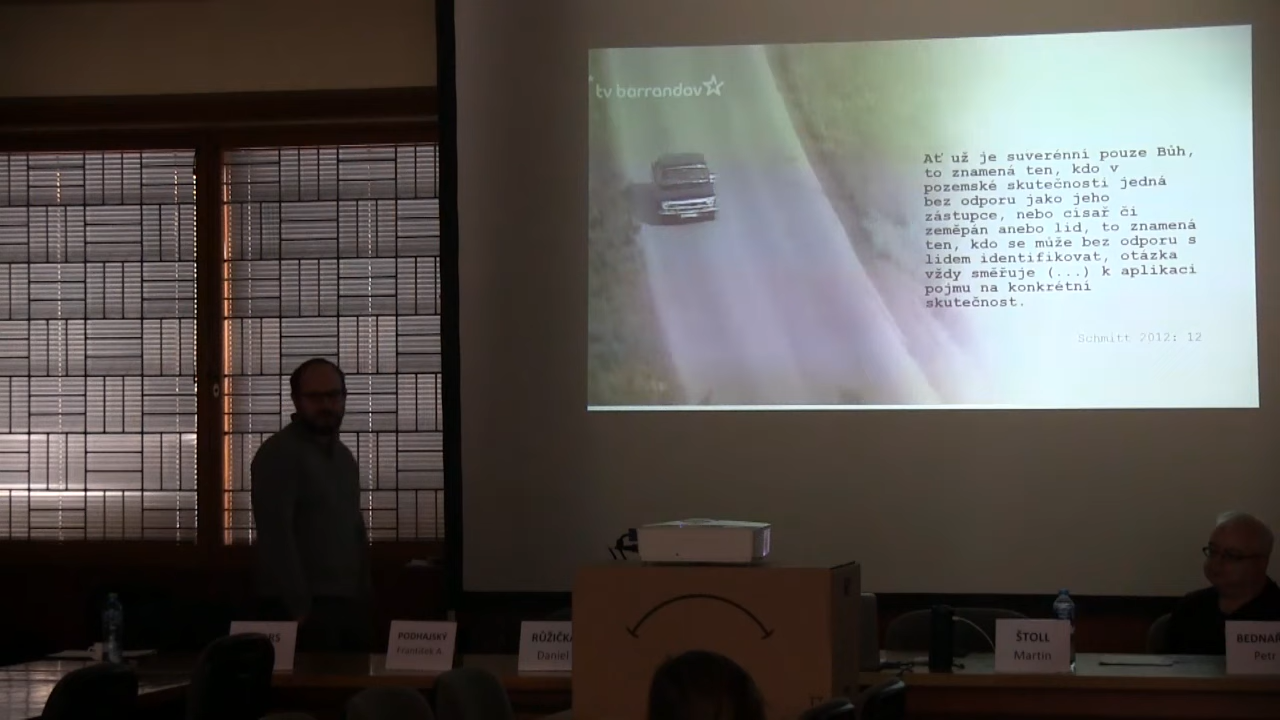 tv barrandov
Ať už je suverénní pouze Bůh,
to znamená ten, kdo v
pozemské skutečnosti jedná
bez odporu jako jeho
zástupce, nebo císař či
zeměpán anebo lid, to znamená
ten, kdo se může bez odporu s
lidem identifikovat, otázka
vždy směřuje (...) k aplikaci
pojmu na konkrétní
skutečnost.
Schmitt 2012: 12
PODHAJSKÝ
František A.
RŮŽIČKA
Daniel
ŠTOLL
Martin